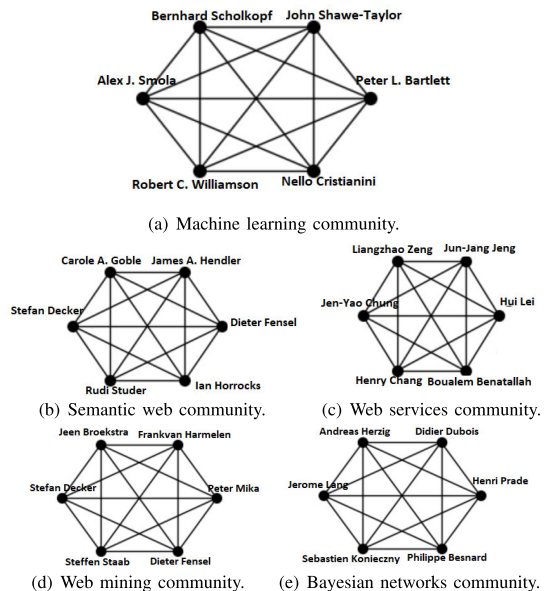 Bernhard Scholkopf John Shawe-Taylor
Alex J. Smola Peter L. Bartlett
Robert C. Williamson Nello Cristianini
(a) Machine learning community.
Carole A. Goble James A. Hendler
Stefan Decker Dieter Fensel
Rudi Studer Ian Horrocks
(b) Semantic web community.
Liangzhao Zeng Jun-Jang Jeng
Jen-Yao Chung Hui Lei
Henry Chang Boualem Benatallah
(c) Web services community.
Jeen Broekstra Frankvan Harmelen
Stefan Decker Peter Mika
Steffen Staab Dieter Fensel
(d) Web mining community.
Andreas Herzig Didier Dubois
Jerome Lang Henri Prade
Sebastien Konieczny Philippe Besnard
(e) Bayesian networks community.